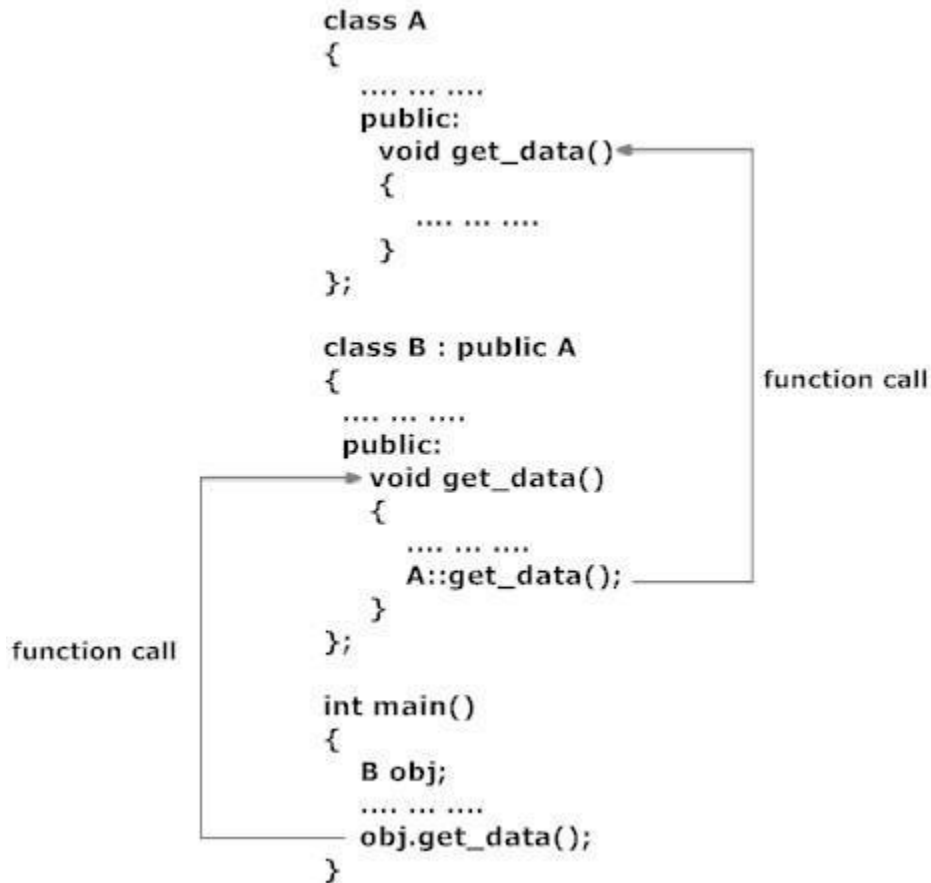 class A
{
.... ... ....
public:
void get_data()
{
.... ... ....
}
};
class B : public A
{
function call
.... ... ....
public:
void get_data()
{
.... ... ....
A::get_data();
}
};
function call
int main()
{
B obj;
.... ... ....
obj.get_data();
}